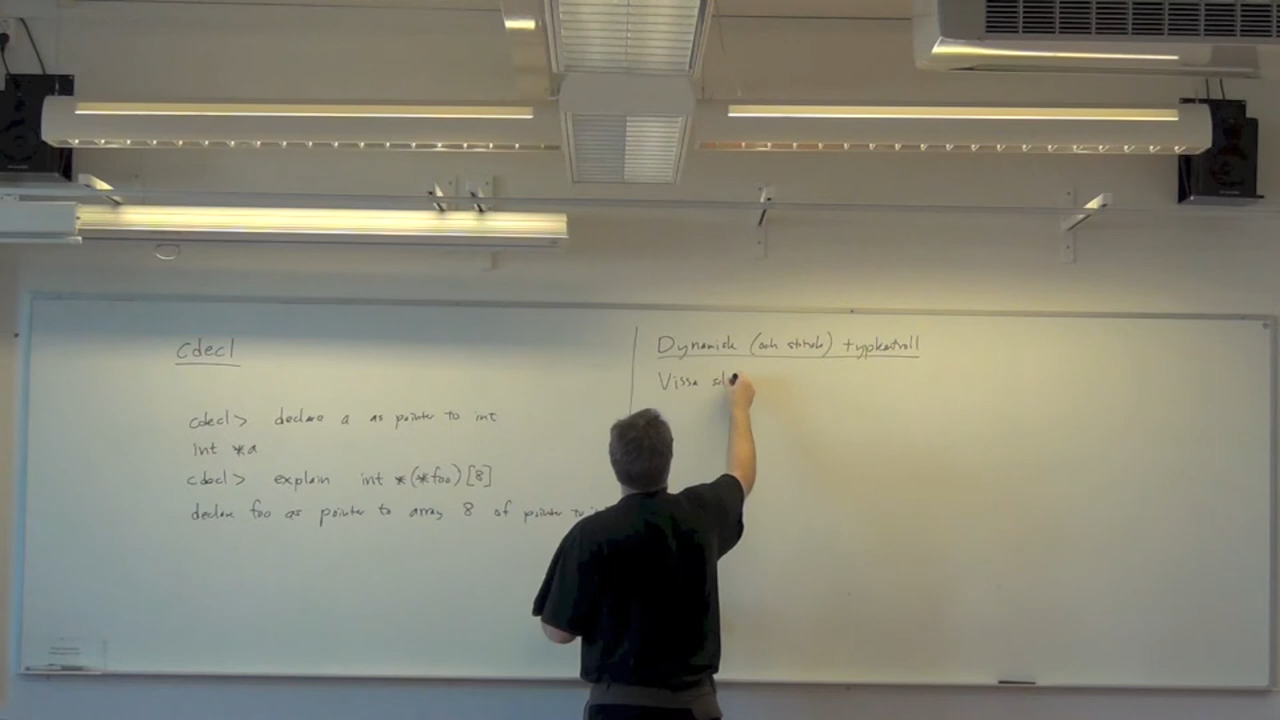 Cdecl
cdecl> declare a as pointer to int
int *a
cdecl> explain int *(*foo)[8]
declare foo as pointer to array 8 of pointer to
Dynamisk (och statisk) typkontroll
Vissa